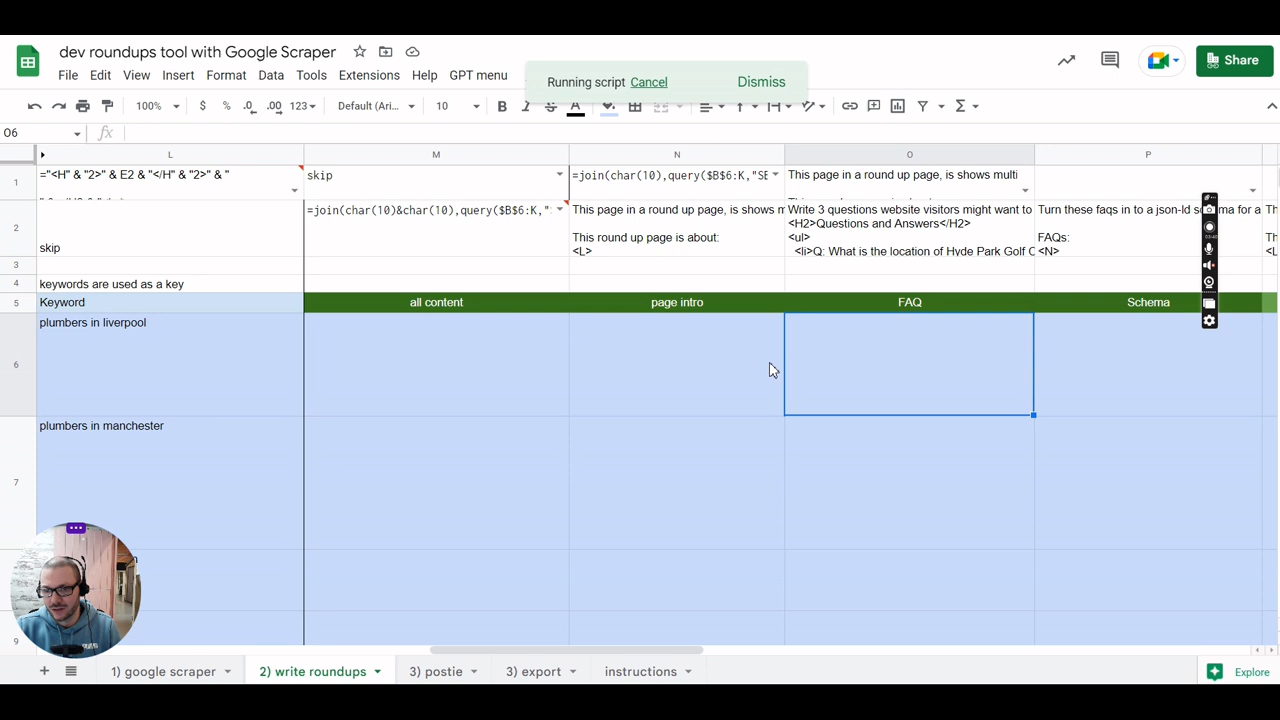 dev roundups tool with Google Scraper
File Edit View Insert Format Data Tools Extensions Help GPT menu
Running script Cancel Dismiss
Share
100% $ % .0 .00 123 Default (Ari... 10 B I S A
O6 fx
L M N O P
1 ="<H" & "2>" & E2 & "</H" & "2>" & " skip =join(char(10),query($B$6:K,"SE This page in a round up page, is shows multi
2 skip =join(char(10)&char(10),query($B$6:K,"
This page in a round up page, is shows m
This round up page is about:
<L>
Write 3 questions website visitors might want to
<H2>Questions and Answers</H2>
<ul>
<li>Q: What is the location of Hyde Park Golf C
Turn these faqs in to a json-ld schema for a
FAQs:
<N>
3
4 keywords are used as a key
5 Keyword all content page intro FAQ Schema
6 plumbers in liverpool
7 plumbers in manchester
9
1) google scraper 2) write roundups 3) postie 3) export instructions Explore